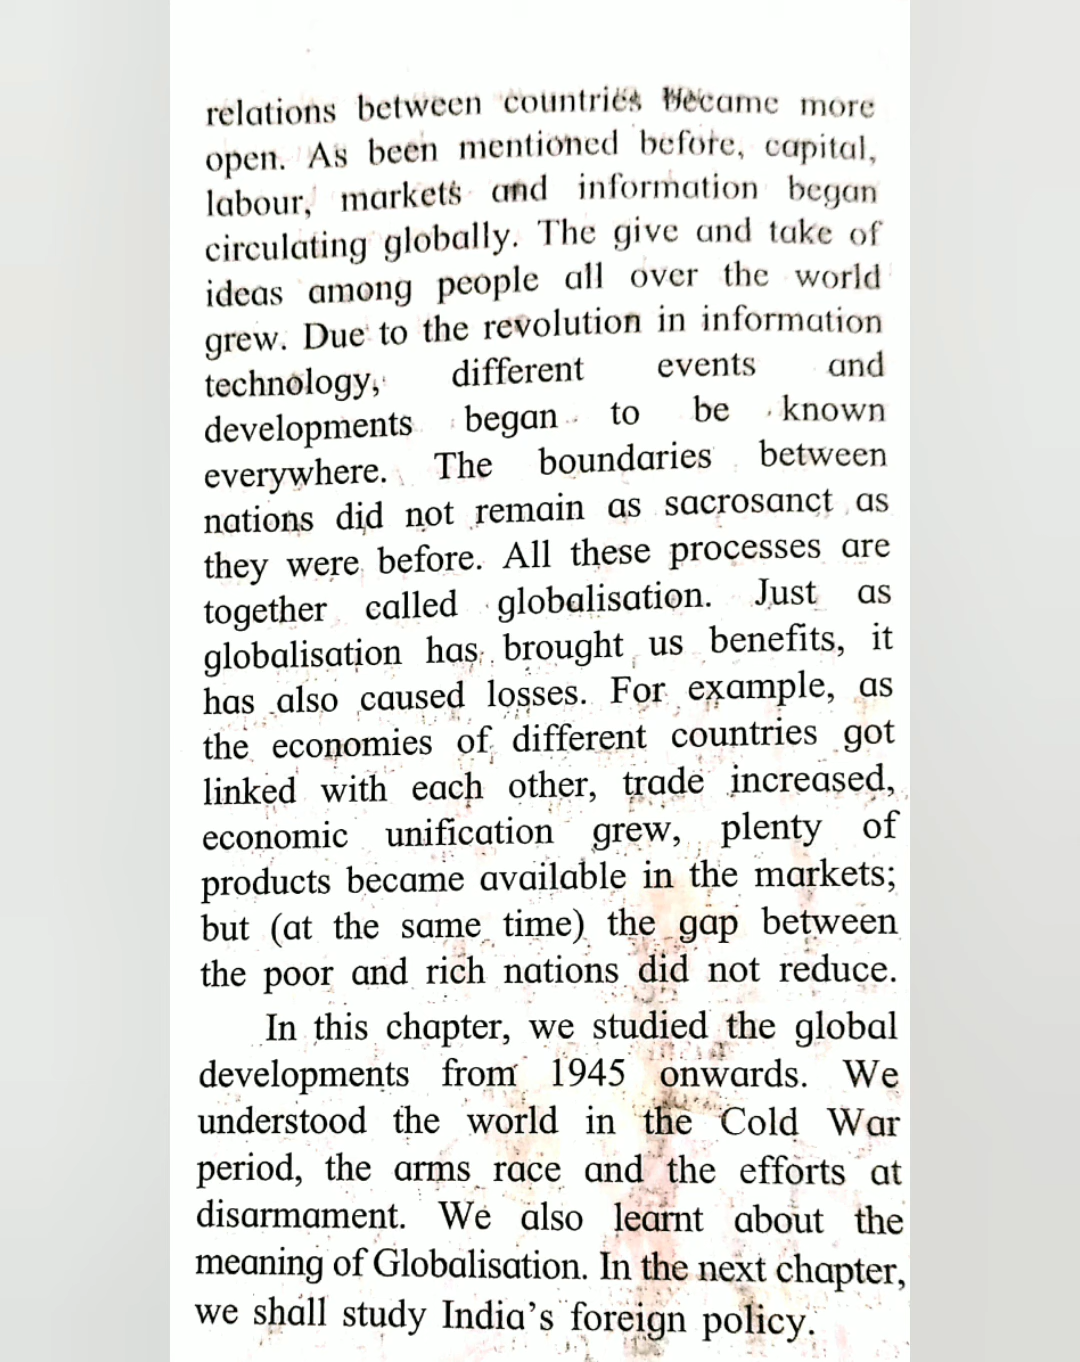 relations between countries became more
open. As been mentioned before, capital,
labour, markets and information began
circulating globally. The give and take of
ideas among people all over the world
grew. Due to the revolution in information
technology, different events and
developments began to be known
everywhere. The boundaries between
nations did not remain as sacrosanct as
they were before. All these processes are
together called globalisation. Just as
globalisation has brought us benefits, it
has also caused losses. For example, as
the economies of different countries got
linked with each other, trade increased,
economic unification grew, plenty of
products became available in the markets;
but (at the same time) the gap between
the poor and rich nations did not reduce.
In this chapter, we studied the global
developments from 1945 onwards. We
understood the world in the Cold War
period, the arms race and the efforts at
disarmament. We also learnt about the
meaning of Globalisation. In the next chapter,
we shall study India's foreign policy.